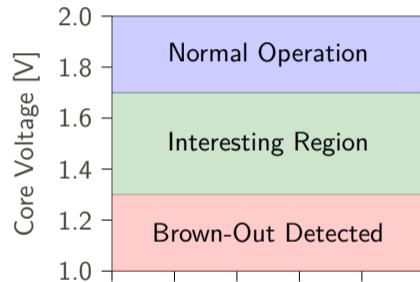 Core Voltage [V]
2.0
1.8
1.6
1.4
1.2
1.0
Normal Operation
Interesting Region
Brown-Out Detected